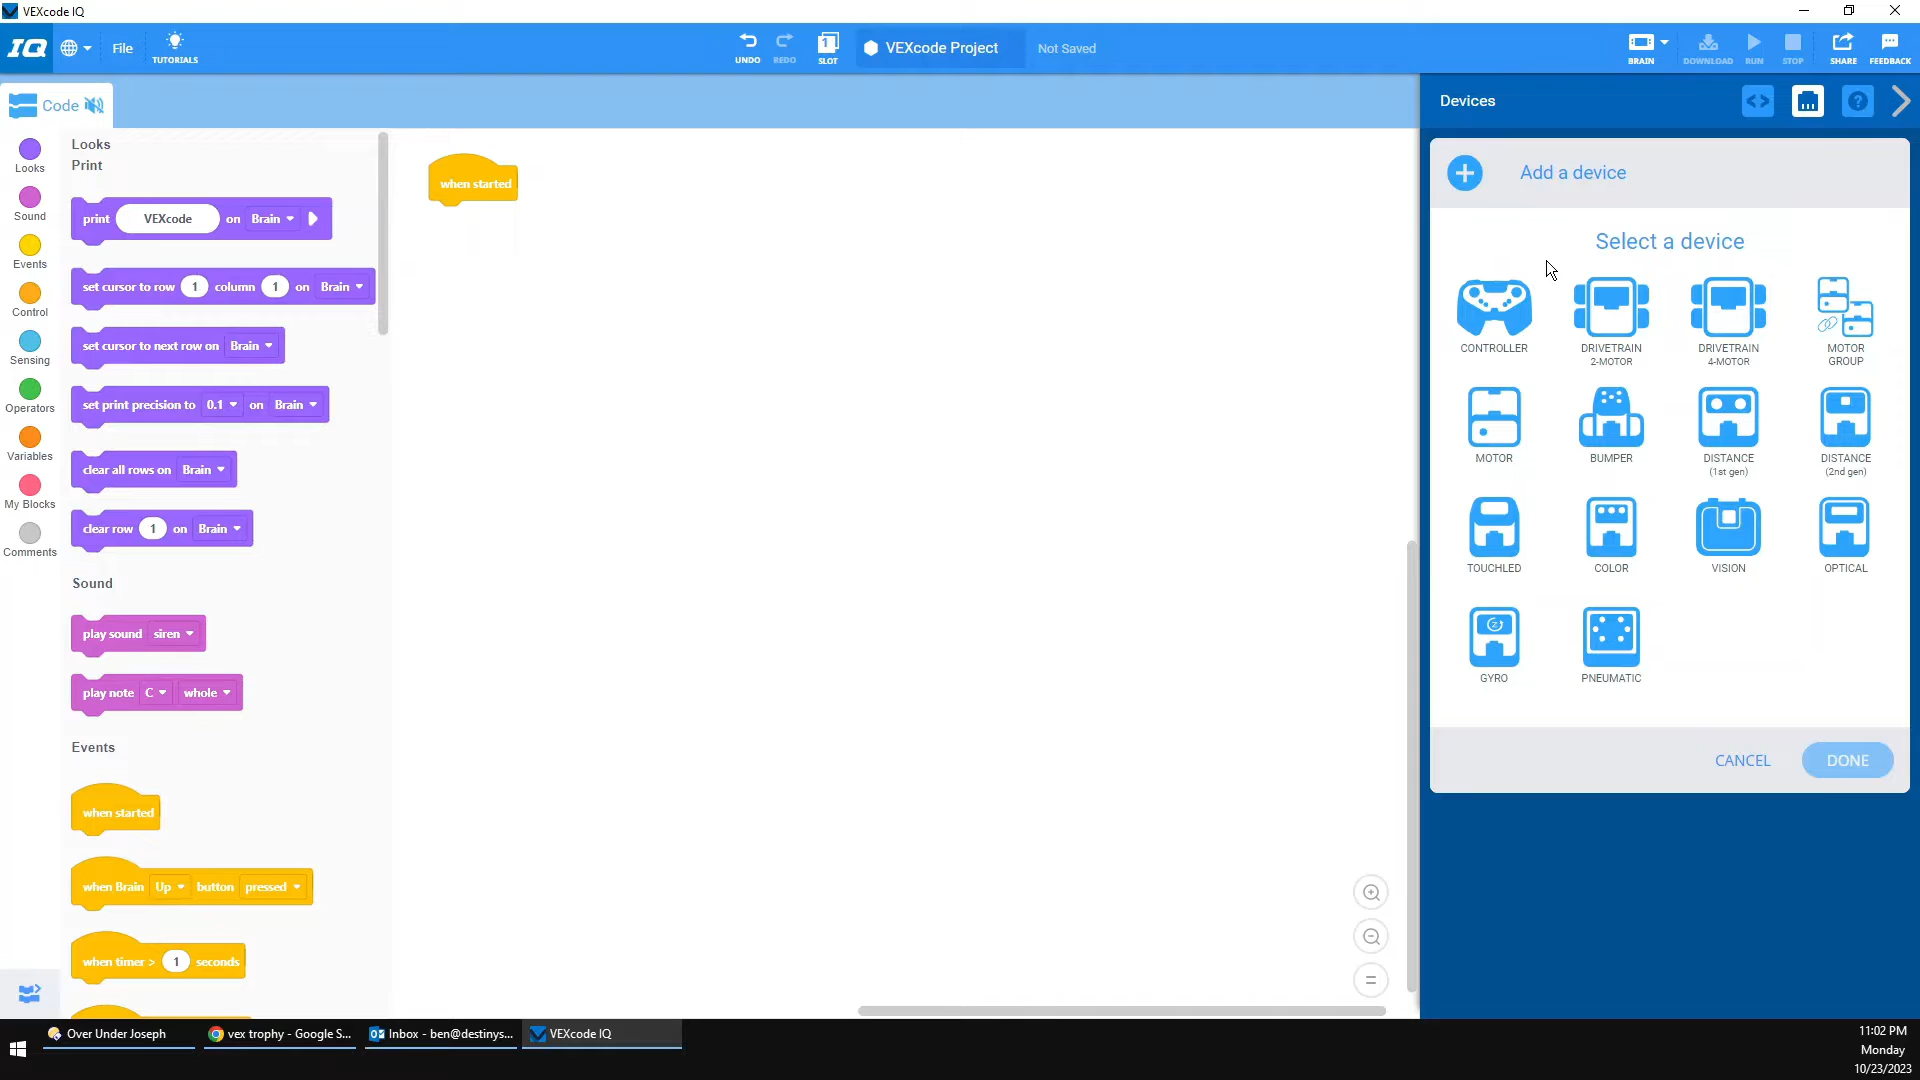 VEXcode IQ
IQ
File
TUTORIALS
UNDO
REDO
1
SLOT
VEXcode Project
Not Saved
BRAIN
DOWNLOAD
RUN
STOP
SHARE
FEEDBACK
Code
Devices
Looks
Sound
Events
Control
Sensing
Operators
Variables
My Blocks
Comments
Looks
Print
print VEXcode on Brain
set cursor to row 1 column 1 on Brain
set cursor to next row on Brain
set print precision to 0.1 on Brain
clear all rows on Brain
clear row 1 on Brain
Sound
play sound siren
play note C whole
Events
when started
when Brain Up button pressed
when timer > 1 seconds
when started
Add a device
Select a device
CONTROLLER
DRIVETRAIN
2-MOTOR
DRIVETRAIN
4-MOTOR
MOTOR
GROUP
MOTOR
BUMPER
DISTANCE
(1st gen)
DISTANCE
(2nd gen)
TOUCHLED
COLOR
VISION
OPTICAL
GYRO
PNEUMATIC
CANCEL
DONE
Over Under Joseph
vex trophy - Google S...
Inbox - ben@destinys...
VEXcode IQ
11:02 PM
Monday
10/23/2023